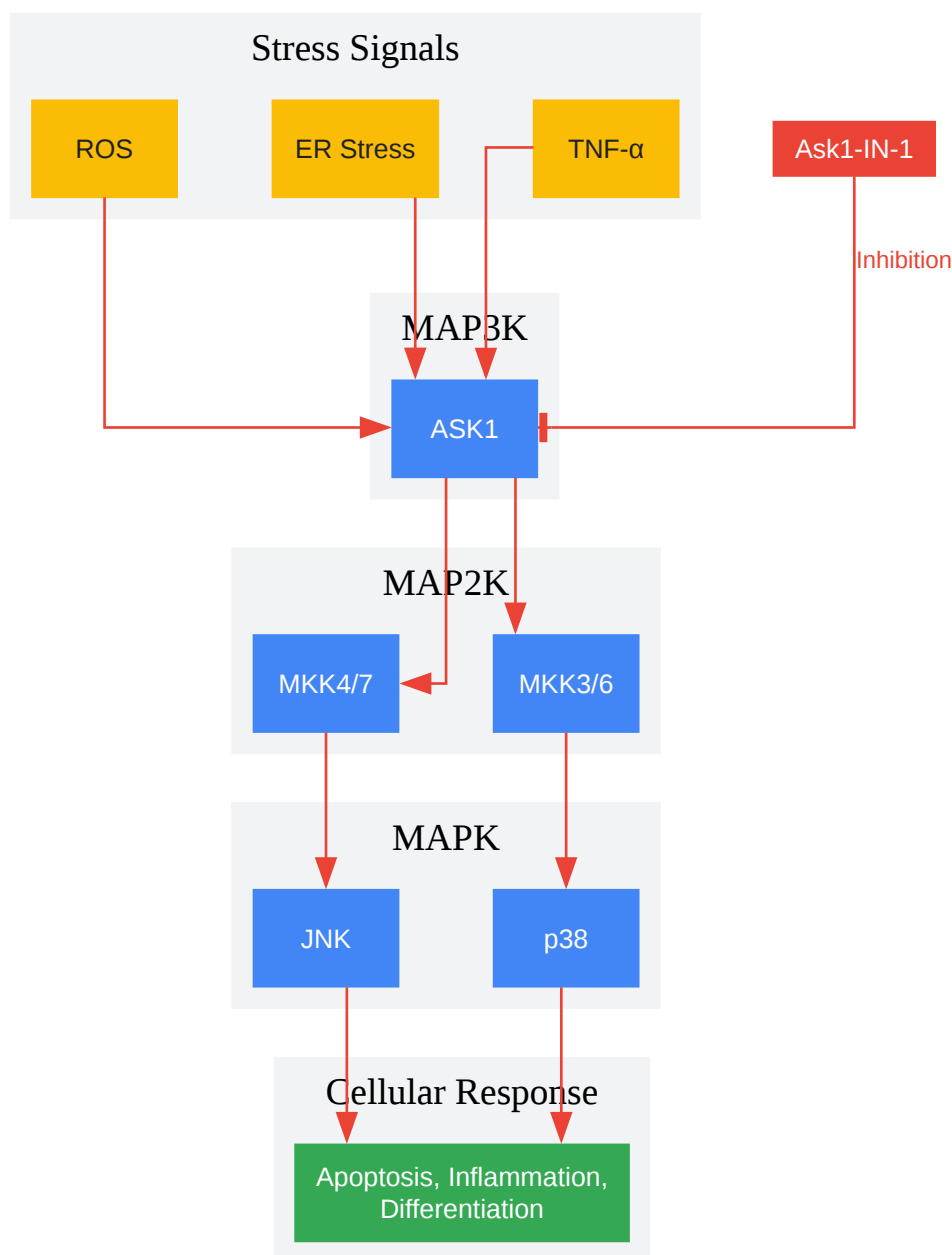 Stress Signals
ROS
ER Stress
TNF-α
Ask1-IN-1
Inhibition
MAP3K
ASK1
MAP2K
MKK4/7
MKK3/6
MAPK
JNK
p38
Cellular Response
Apoptosis, Inflammation,
Differentiation